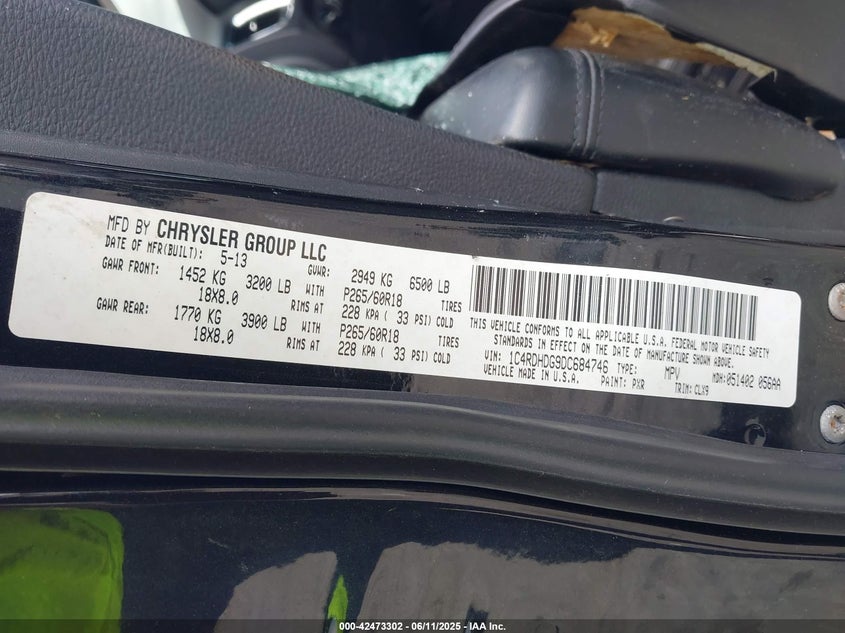 MFD BY CHRYSLER GROUP LLC
DATE OF MFR(BUILT): 5-13 GVWR: 2949 KG 6500 LB
GAWR FRONT: 1452 KG 3200 LB WITH P265/60R18 TIRES
18X8.0 RIMS AT 228 KPA ( 33 PSI) COLD
GAWR REAR: 1770 KG 3900 LB WITH P265/60R18 TIRES
18X8.0 RIMS AT 228 KPA ( 33 PSI) COLD
THIS VEHICLE CONFORMS TO ALL APPLICABLE U.S.A. FEDERAL MOTOR VEHICLE SAFETY
STANDARDS IN EFFECT ON THE DATE OF MANUFACTURE SHOWN ABOVE.
VIN: 1C4RDHDG9DC684746 TYPE: MPV MDH: 051402 056AA
VEHICLE MADE IN U.S.A. PAINT: PXR TRIM: CLX9
000-42473302 - 06/11/2025 - IAA Inc.